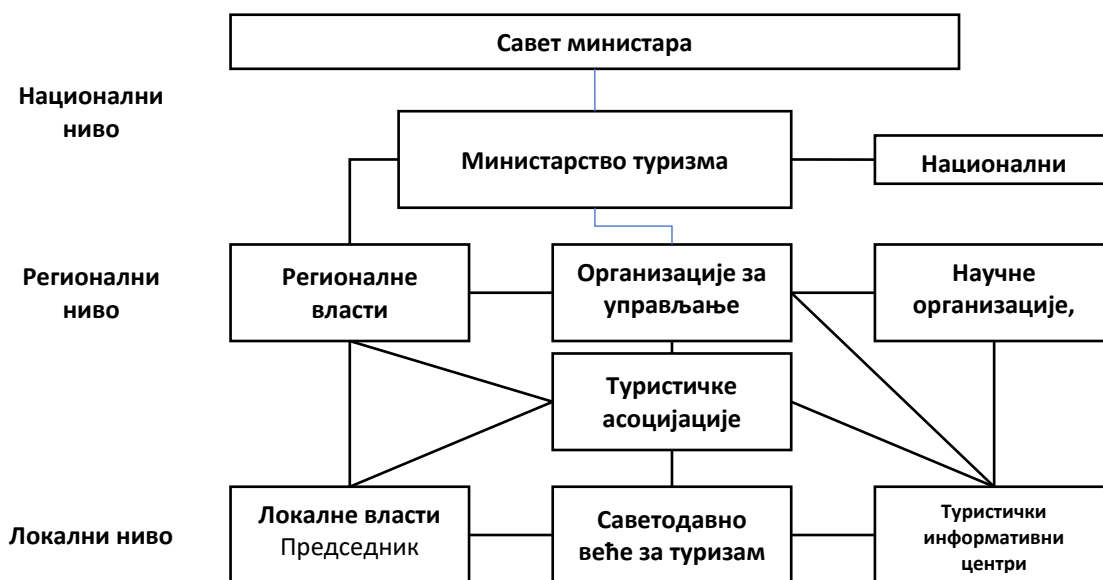 Савет министара
Национални
ниво
Министарство туризма
Национални
Регионални
ниво
Регионалне
власти
Организације за
управљање
Научне
организације,
Туристичке
асоцијације
Локални ниво
Локалне власти
Председник
Саветодавно
веће за туризам
Туристички
информативни
центри